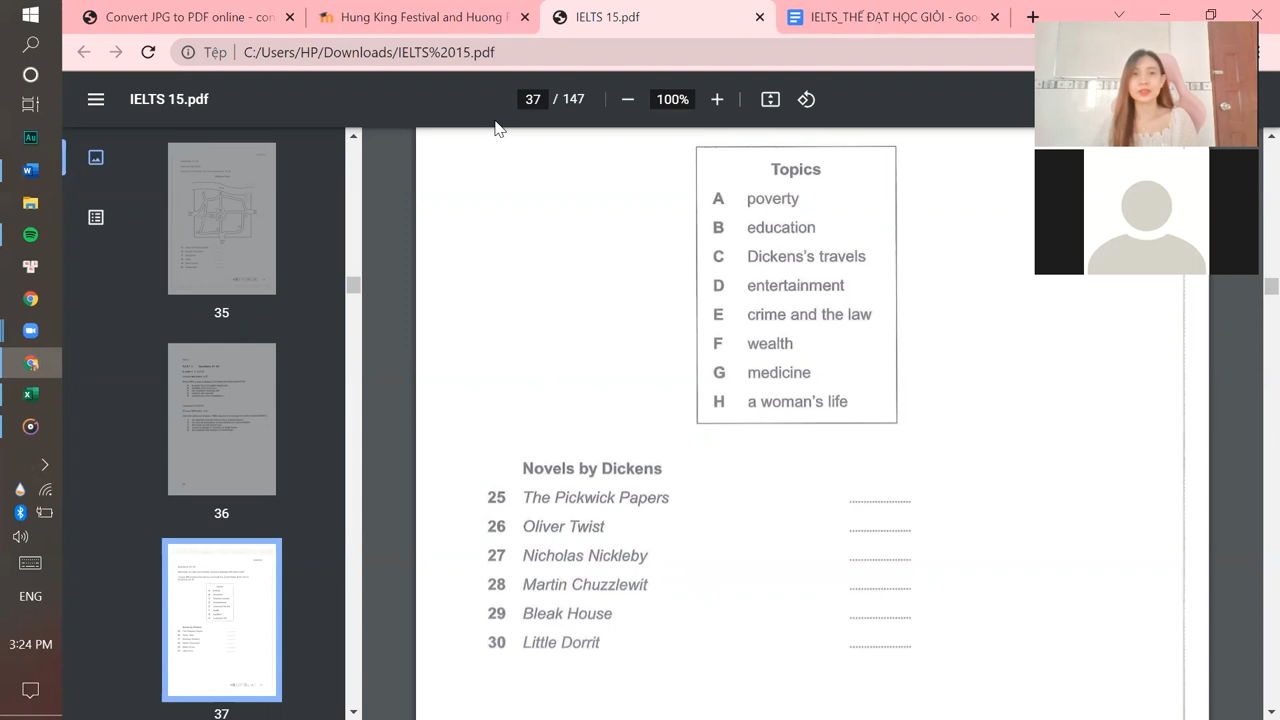 Convert JPG to PDF online - con
Hung King Festival and Huong P
IELTS 15.pdf
IELTS_THẾ ĐẠT HỌC GIỎI - Goo
Tệp
C:/Users/HP/Downloads/IELTS%2015.pdf
IELTS 15.pdf
37 / 147
100%
Topics
A poverty
B education
C Dickens's travels
D entertainment
E crime and the law
F wealth
G medicine
H a woman's life
Novels by Dickens
25 The Pickwick Papers ....................
26 Oliver Twist ....................
27 Nicholas Nickleby ....................
28 Martin Chuzzlewit ....................
29 Bleak House ....................
30 Little Dorrit ....................
35
36
37
Au
ENG
3:24 PM